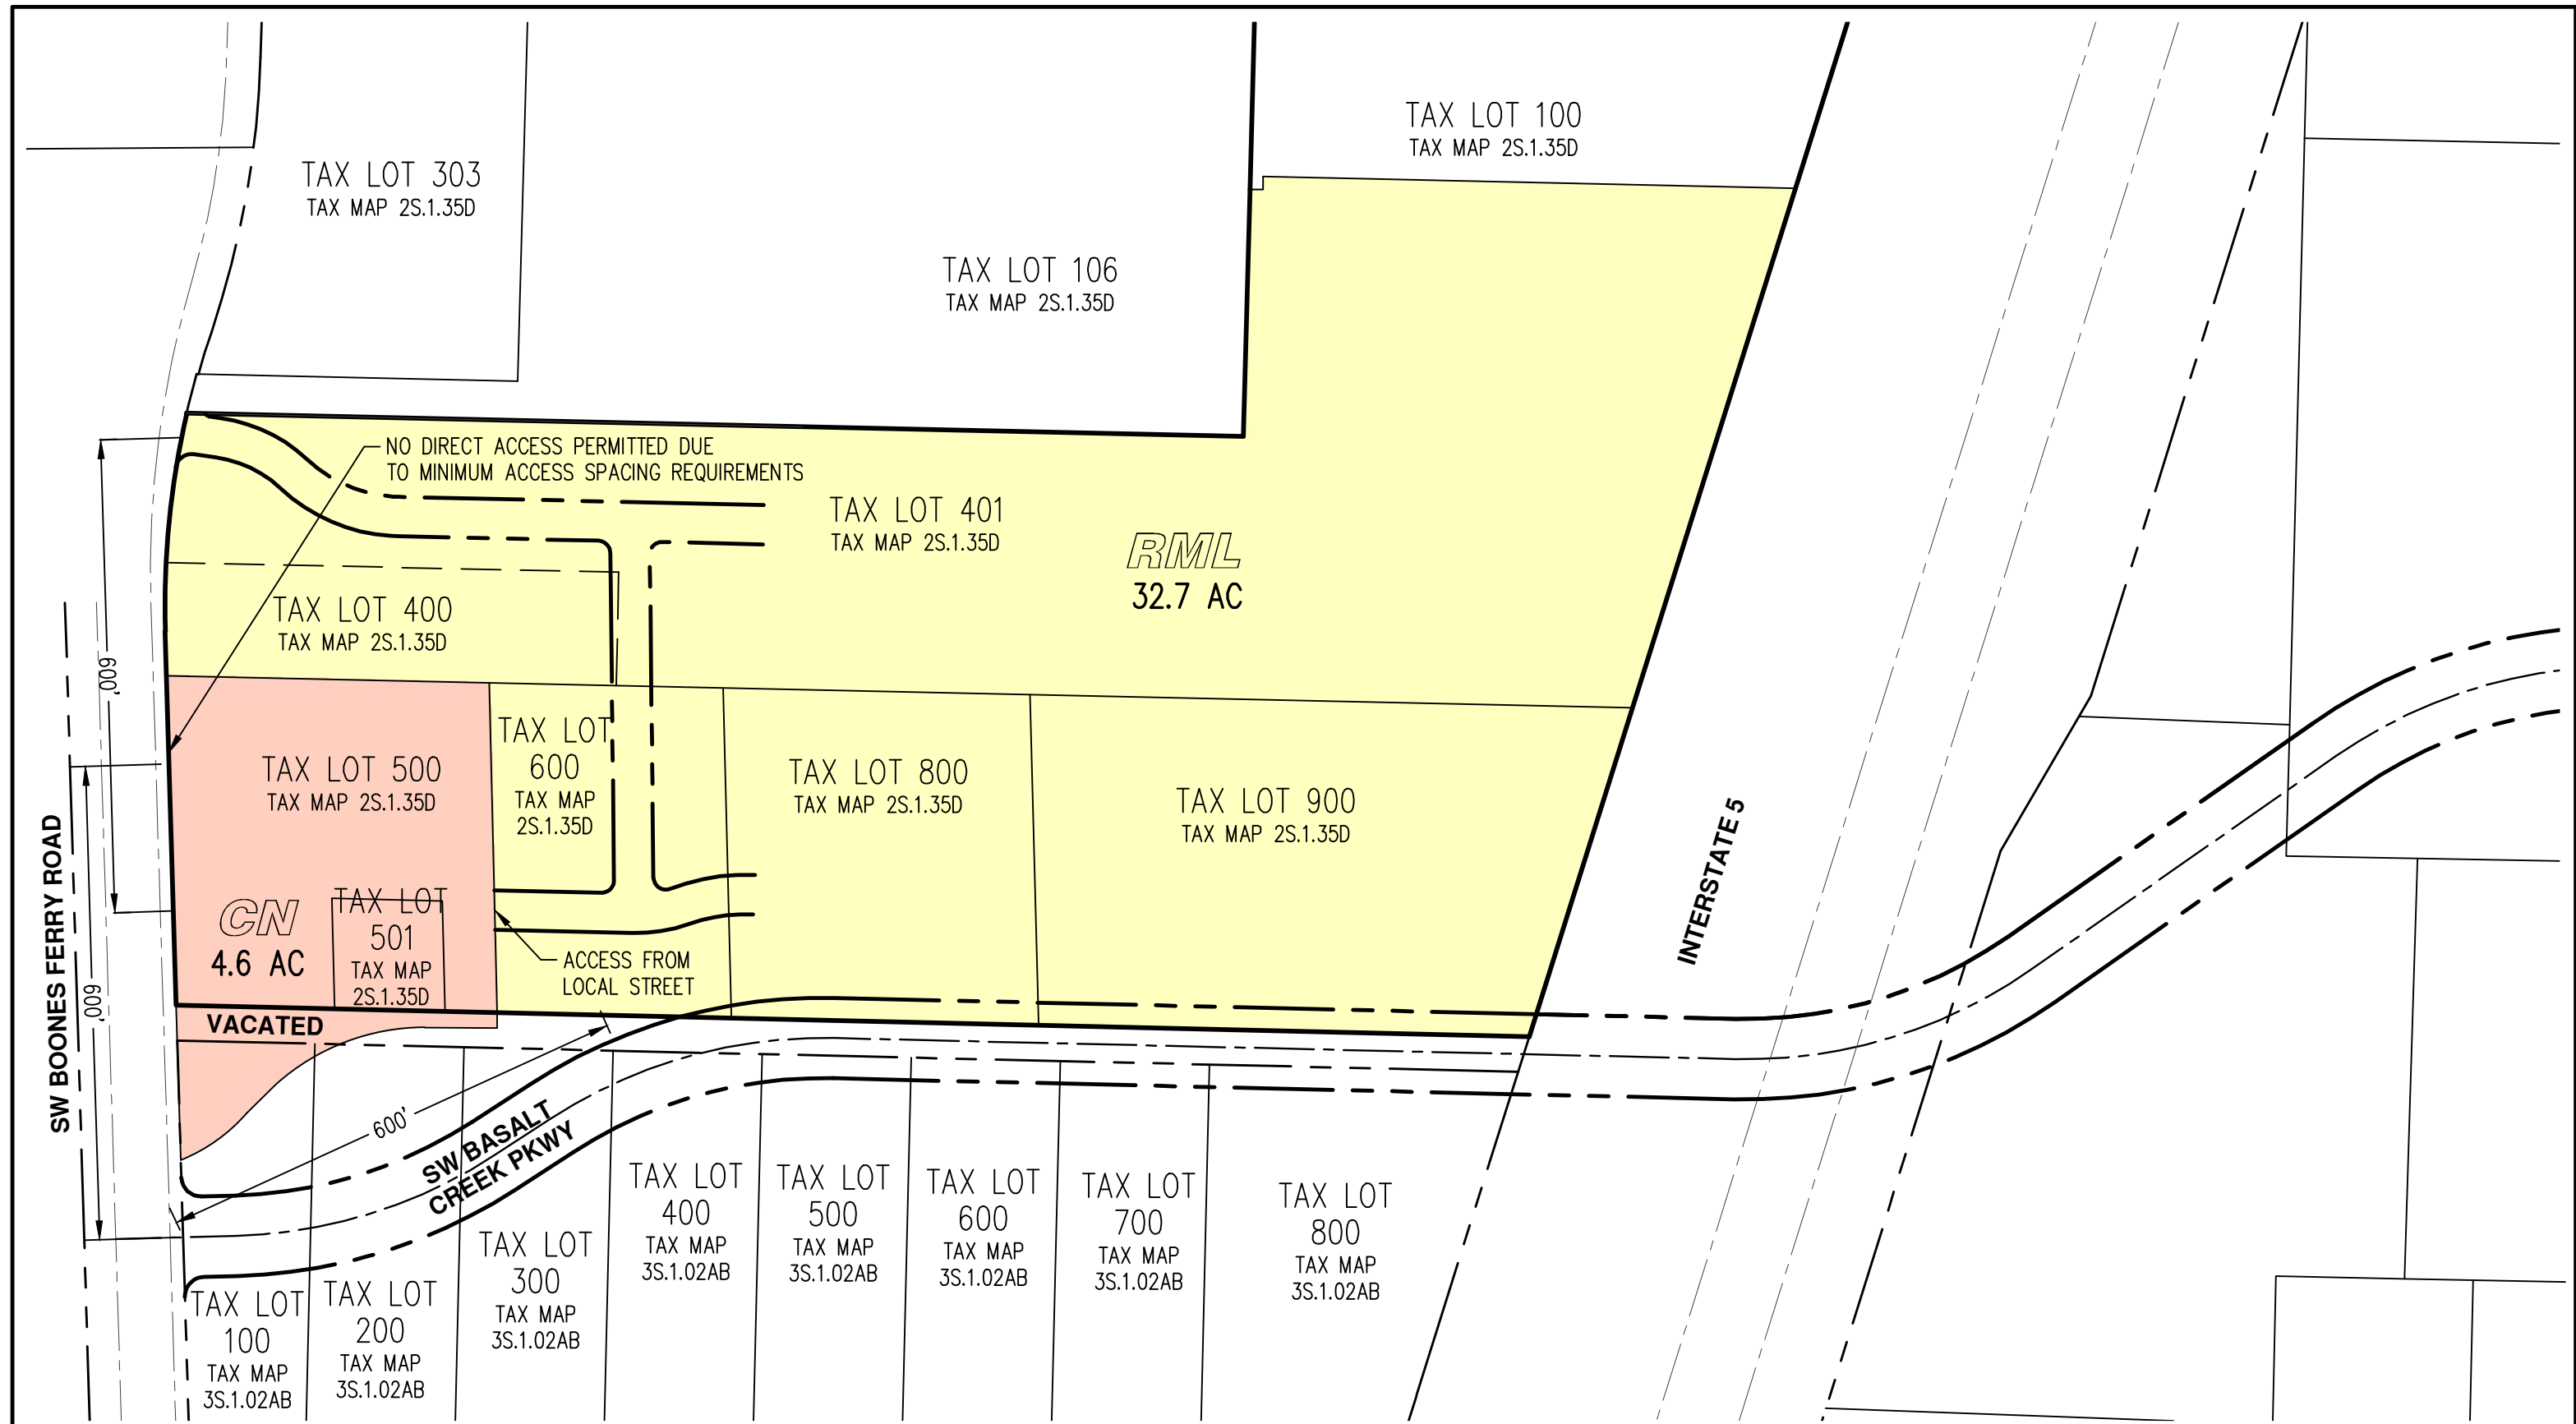 TAX LOT 100
TAX MAP 2S.1.35D
TAX LOT 303
TAX MAP 2S.1.35D
TAX LOT 106
TAX MAP 2S.1.35D
NO DIRECT ACCESS PERMITTED DUE
TO MINIMUM ACCESS SPACING REQUIREMENTS
TAX LOT 401
TAX MAP 2S.1.35D
RML
32.7 AC
TAX LOT 400
TAX MAP 2S.1.35D
600'
TAX LOT 500
TAX MAP 2S.1.35D
TAX LOT
600
TAX MAP
2S.1.35D
TAX LOT 800
TAX MAP 2S.1.35D
TAX LOT 900
TAX MAP 2S.1.35D
INTERSTATE 5
SW BOONES FERRY ROAD
CN
4.6 AC
TAX LOT
501
TAX MAP
2S.1.35D
ACCESS FROM
LOCAL STREET
600'
VACATED
600'
SW BASALT
CREEK PKWY
TAX LOT
100
TAX MAP
3S.1.02AB
TAX LOT
200
TAX MAP
3S.1.02AB
TAX LOT
300
TAX MAP
3S.1.02AB
TAX LOT
400
TAX MAP
3S.1.02AB
TAX LOT
500
TAX MAP
3S.1.02AB
TAX LOT
600
TAX MAP
3S.1.02AB
TAX LOT
700
TAX MAP
3S.1.02AB
TAX LOT
800
TAX MAP
3S.1.02AB